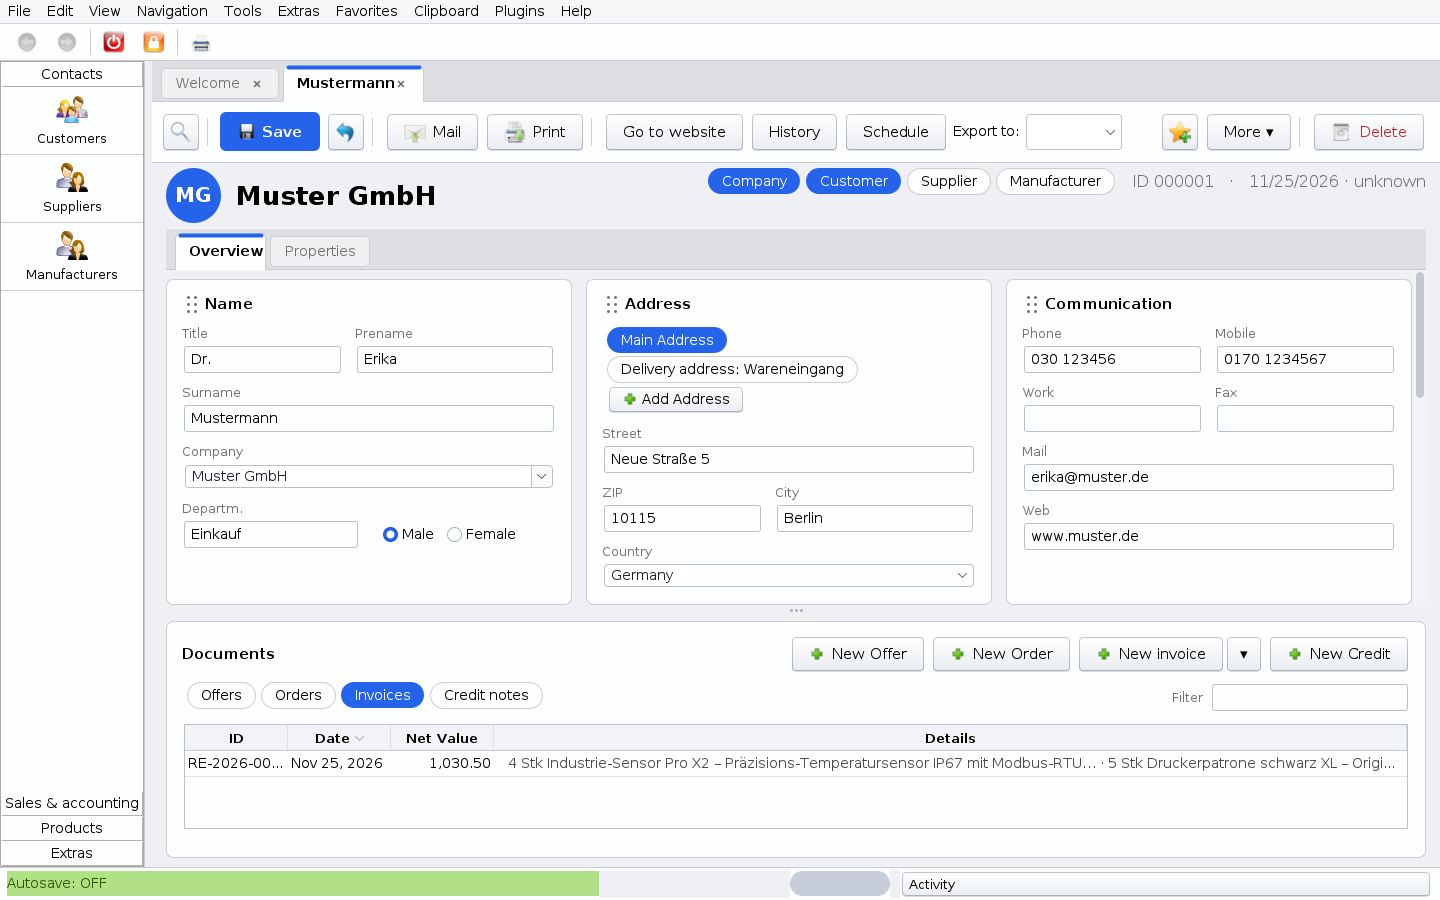 File Edit View Navigation Tools Extras Favorites Clipboard Plugins Help
Contacts
Customers
Suppliers
Manufacturers
Sales & accounting
Products
Extras
Welcome × Mustermann ×
Save Mail Print Go to website History Schedule Export to: More ▾ Delete
MG Muster GmbH Company Customer Supplier Manufacturer ID 000001 · 11/25/2026 · unknown
Overview Properties
Name
Title Prename
Dr. Erika
Surname
Mustermann
Company
Muster GmbH
Departm.
Einkauf Male Female
Address
Main Address
Delivery address: Wareneingang
Add Address
Street
Neue Straße 5
ZIP City
10115 Berlin
Country
Germany
Communication
Phone Mobile
030 123456 0170 1234567
Work Fax
Mail
erika@muster.de
Web
www.muster.de
Documents New Offer New Order New invoice ▾ New Credit
Offers Orders Invoices Credit notes Filter
ID Date Net Value Details
RE-2026-00... Nov 25, 2026 1,030.50 4 Stk Industrie-Sensor Pro X2 – Präzisions-Temperatursensor IP67 mit Modbus-RTU... · 5 Stk Druckerpatrone schwarz XL – Origi...
Autosave: OFF Activity